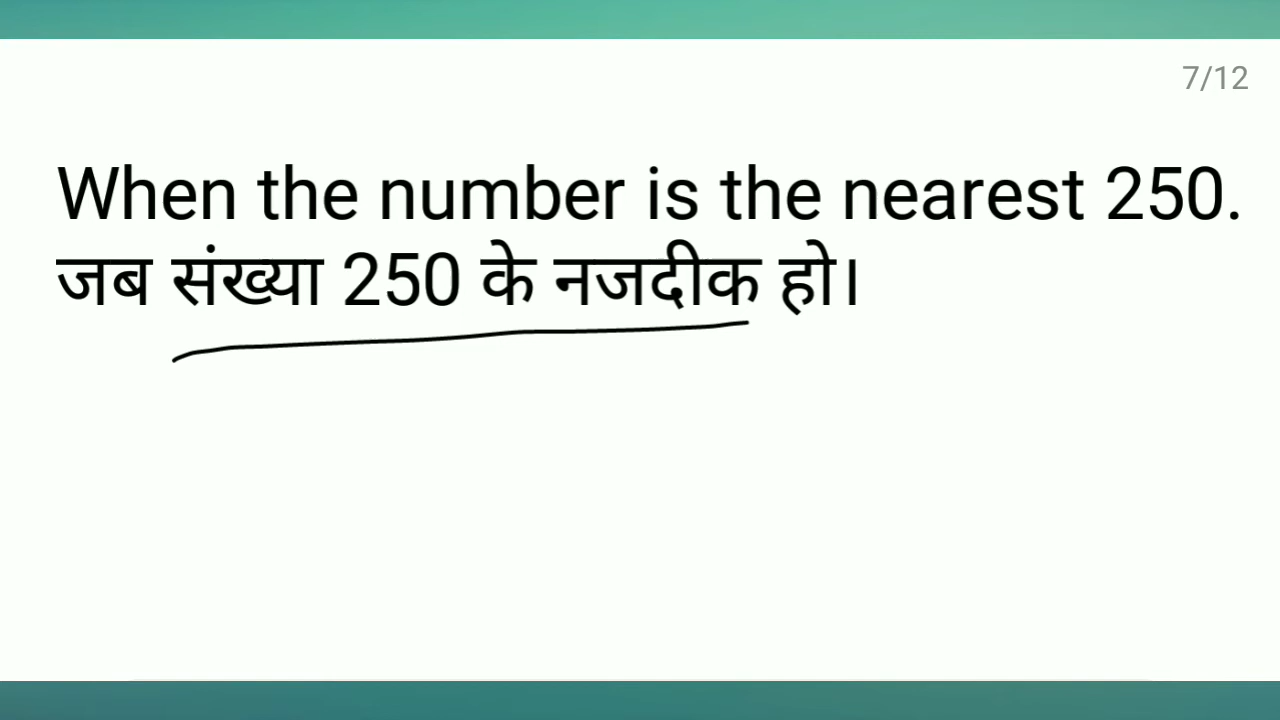 7/12
When the number is the nearest 250.
जब संख्या 250 के नजदीक हो।